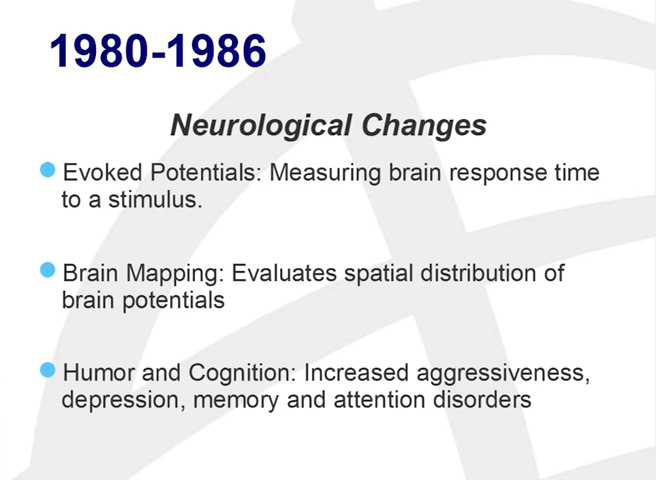 1980-1986
Neurological Changes
Evoked Potentials: Measuring brain response time
to a stimulus.
Brain Mapping: Evaluates spatial distribution of
brain potentials
Humor and Cognition: Increased aggressiveness,
depression, memory and attention disorders